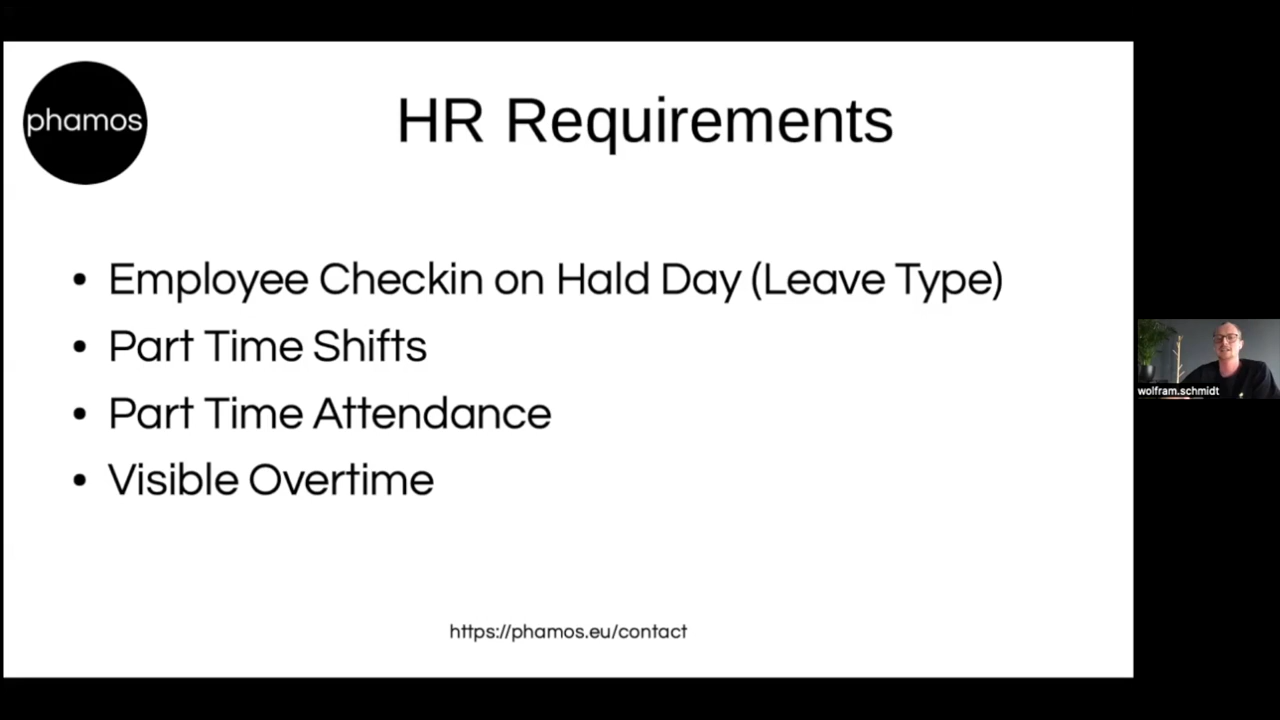 phamos
HR Requirements
• Employee Checkin on Hald Day (Leave Type)
• Part Time Shifts
• Part Time Attendance
• Visible Overtime
https://phamos.eu/contact
wolfram.schmidt